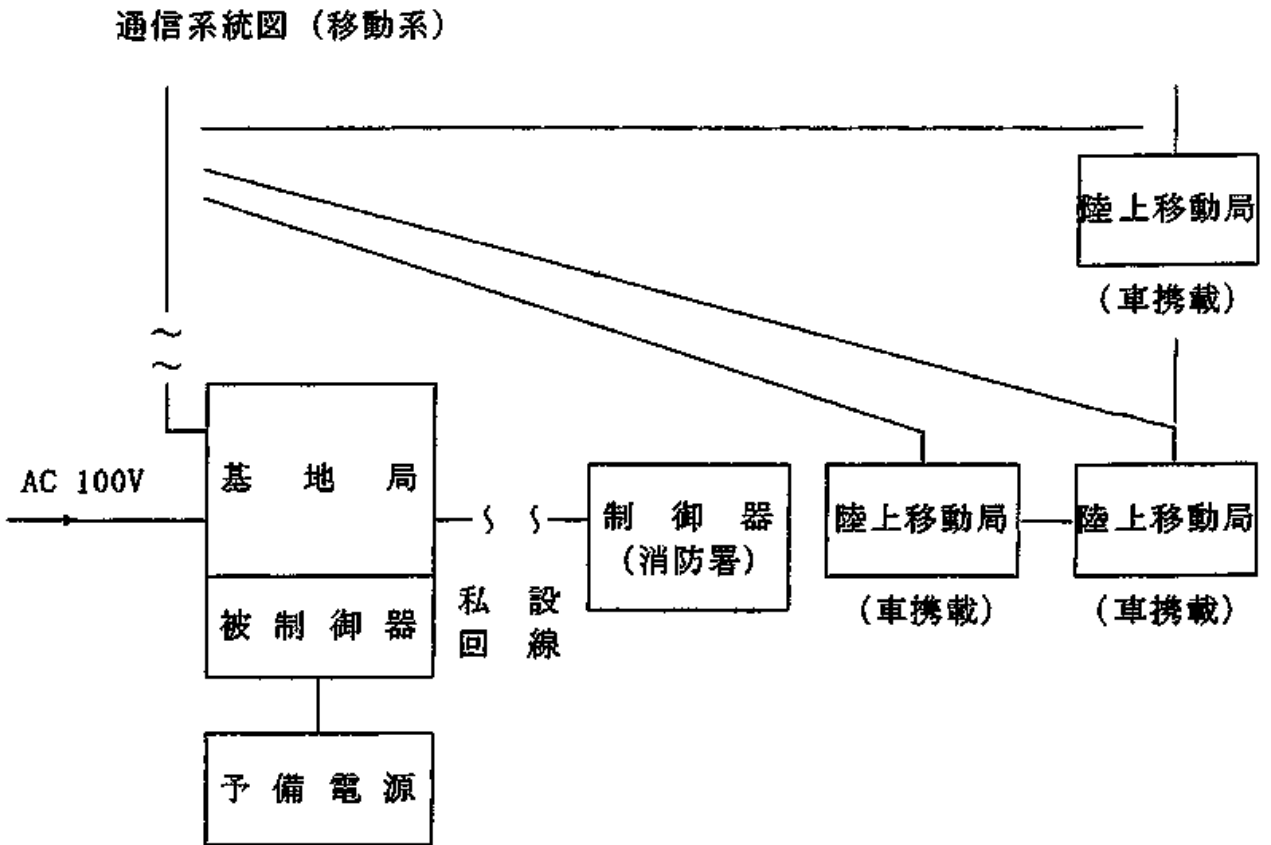 通信系統図（移動系）
陸上移動局
（車携載）
AC 100V
基地局
制御器
（消防署）
陸上移動局
陸上移動局
（車携載）
（車携載）
被制御器
私設
回線
予備電源